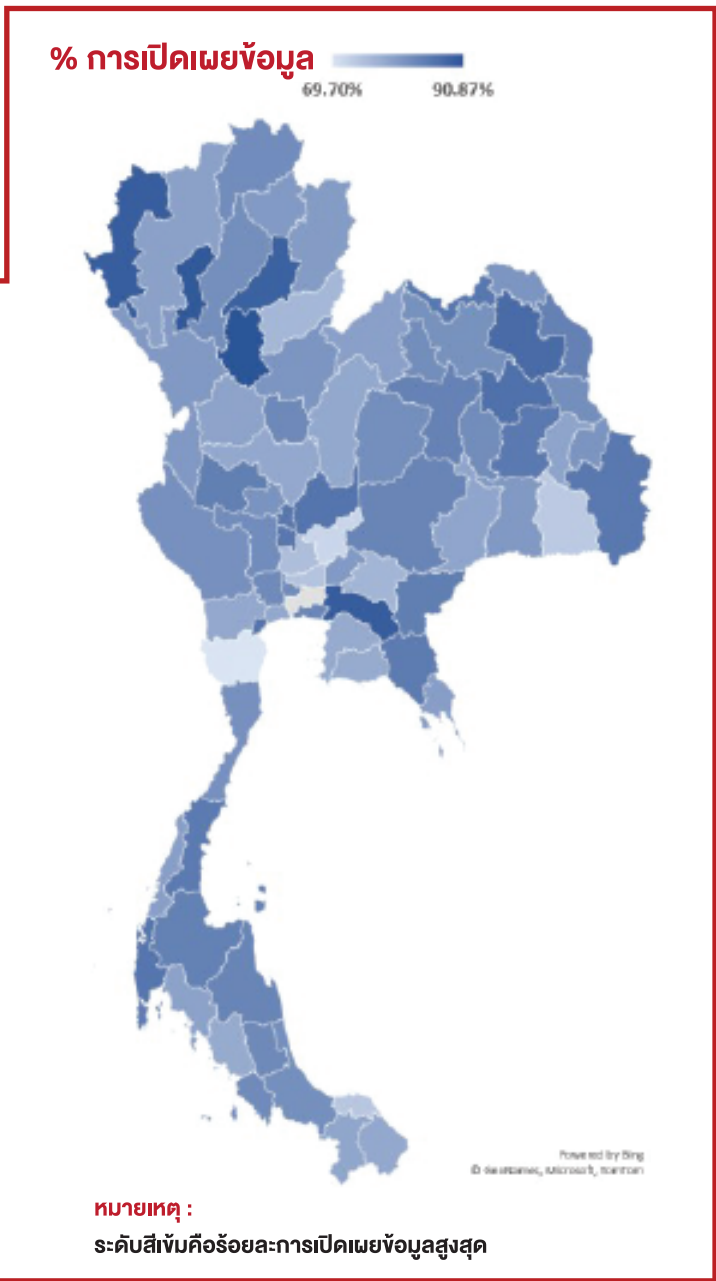 % การเปิดเผยข้อมูล
69.70% 90.87%
Powered by Bing
© GeoNames, Microsoft, TomTom
หมายเหตุ :
ระดับสีเข้มคือร้อยละการเปิดเผยข้อมูลสูงสุด